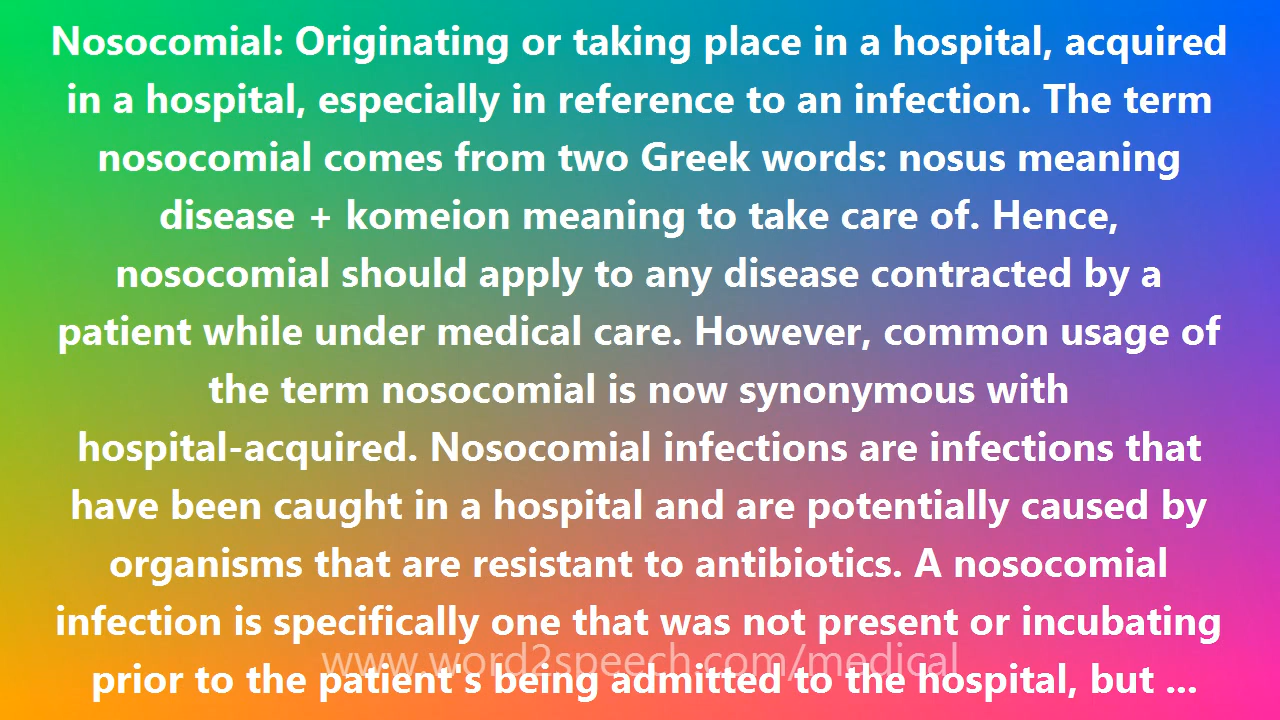 Nosocomial: Originating or taking place in a hospital, acquired
in a hospital, especially in reference to an infection. The term
nosocomial comes from two Greek words: nosus meaning
disease + komeion meaning to take care of. Hence,
nosocomial should apply to any disease contracted by a
patient while under medical care. However, common usage of
the term nosocomial is now synonymous with
hospital-acquired. Nosocomial infections are infections that
have been caught in a hospital and are potentially caused by
organisms that are resistant to antibiotics. A nosocomial
infection is specifically one that was not present or incubating
www.word2speech.com/medical
prior to the patient's being admitted to the hospital, but ...